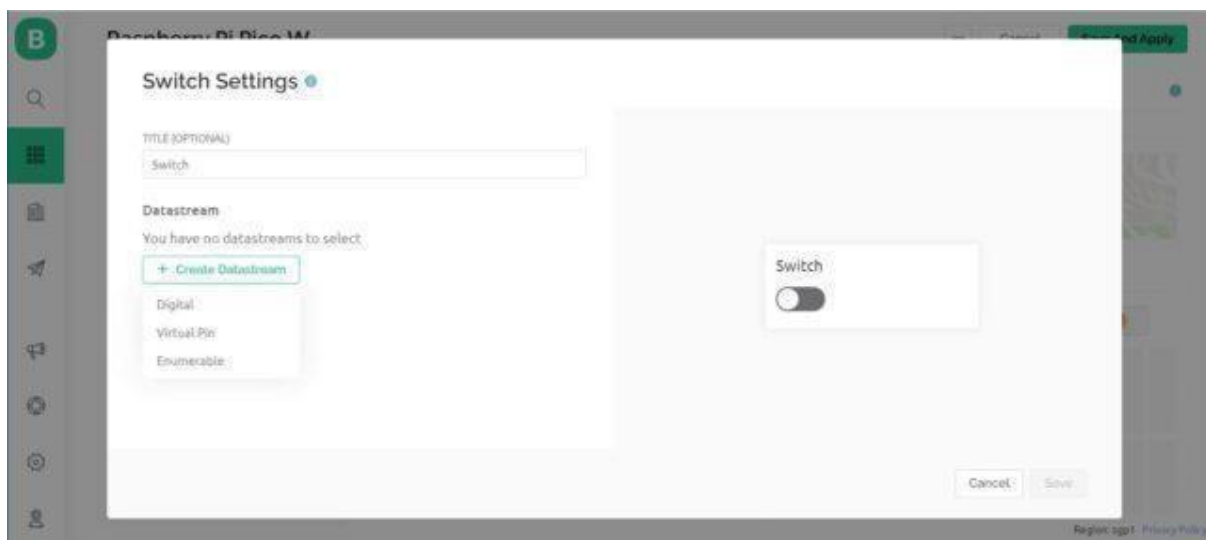 B
Raspberry Pi Pico W
Cancel
Save And Apply
Switch Settings
TITLE (OPTIONAL)
Switch
Datastream
You have no datastreams to select
+ Create Datastream
Digital
Virtual Pin
Enumerable
Switch
Cancel
Save
Region: sgp1 Privacy Policy